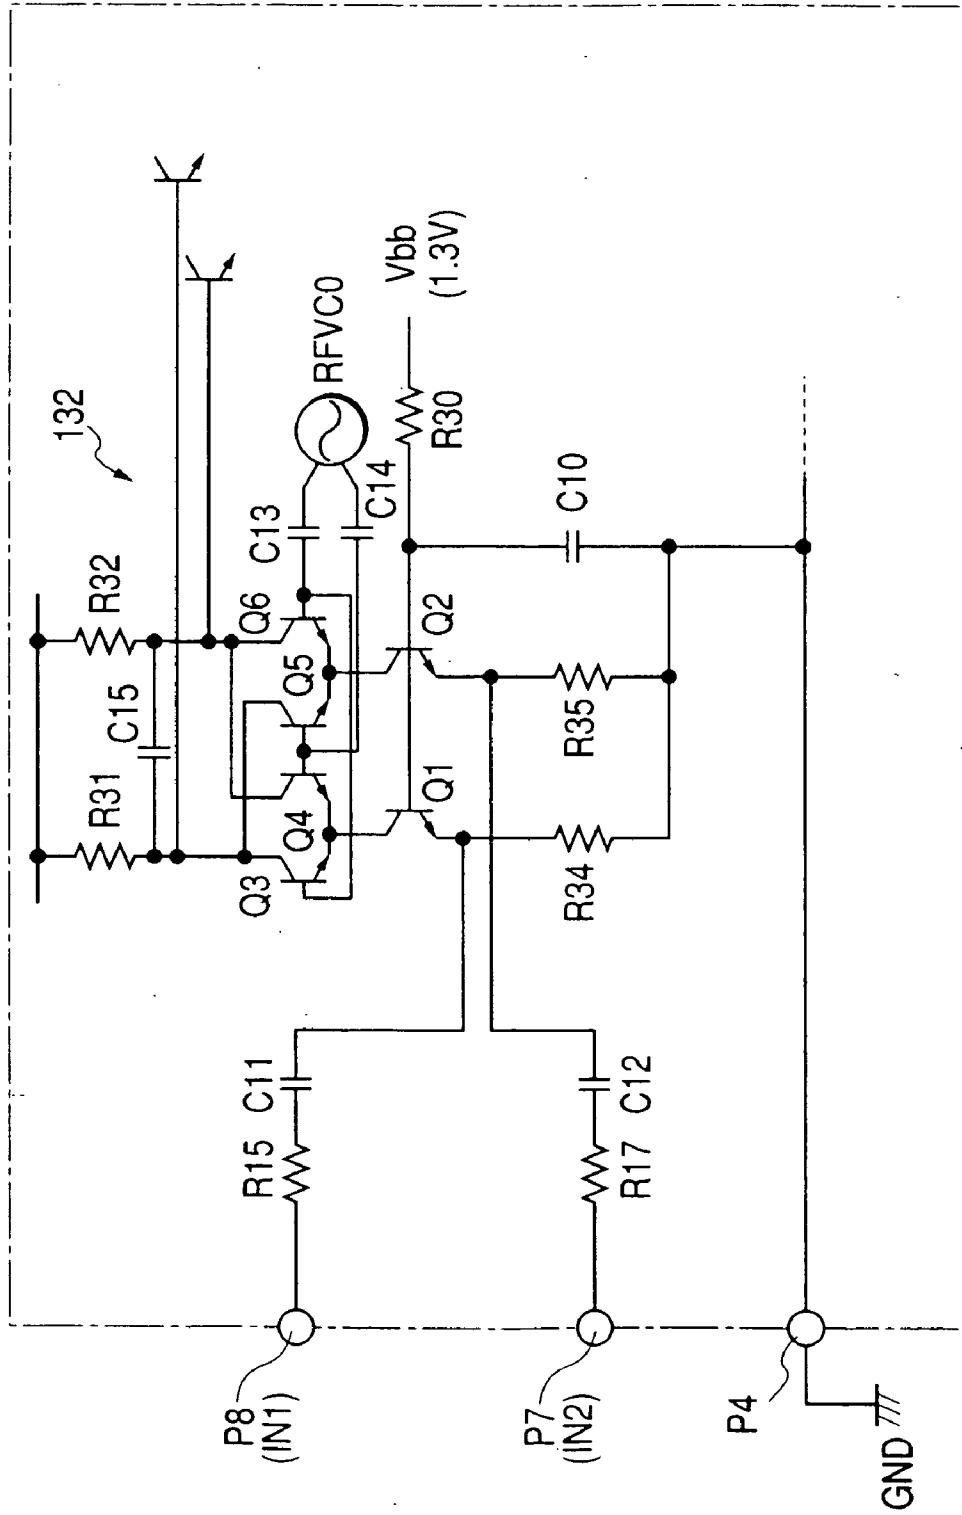 132
R31
R32
C15
Q3
Q4
Q5
Q6
C13
C14
RFVC0
Q1
Q2
R30
Vbb
(1.3V)
C10
R34
R35
C11
R15
C12
R17
P8
(IN1)
P7
(IN2)
P4
GND